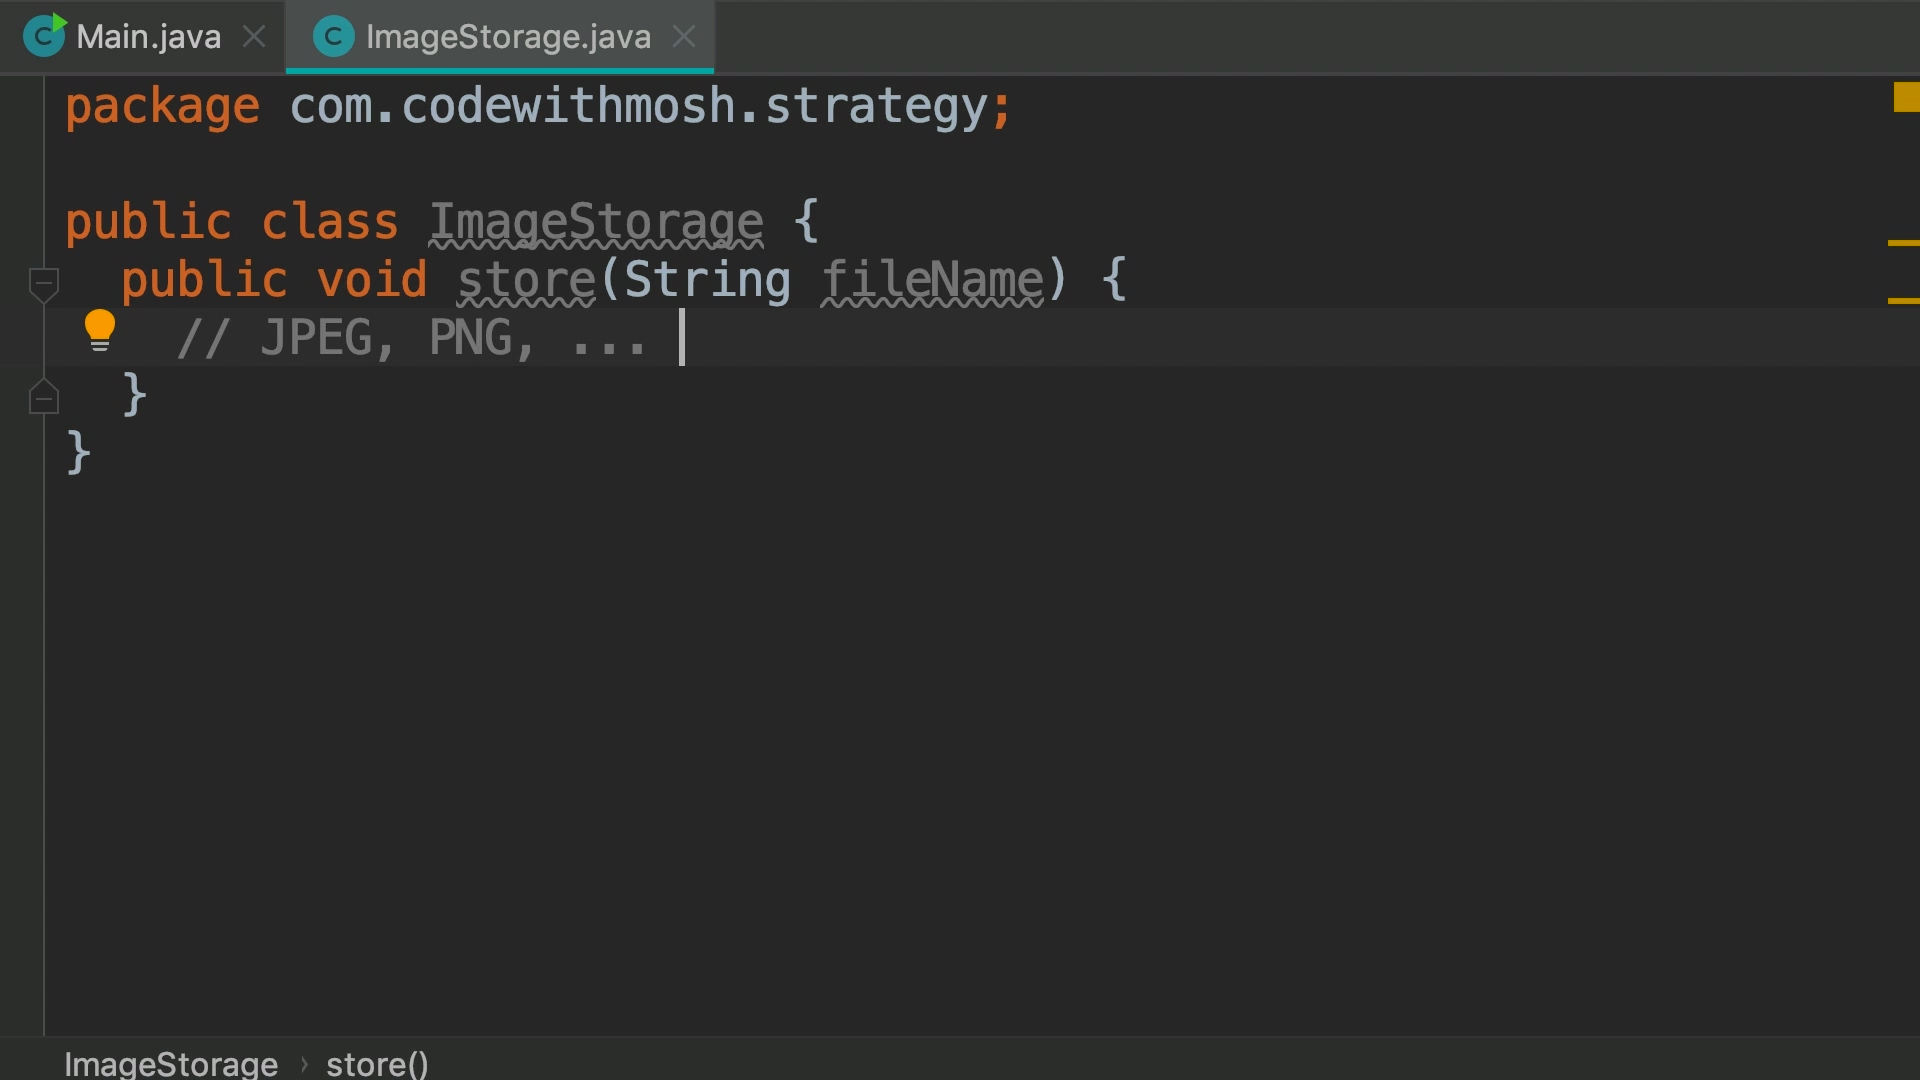 Main.java
ImageStorage.java
package com.codewithmosh.strategy;
public class ImageStorage {
public void store(String fileName) {
// JPEG, PNG, ...
}
}
ImageStorage › store()